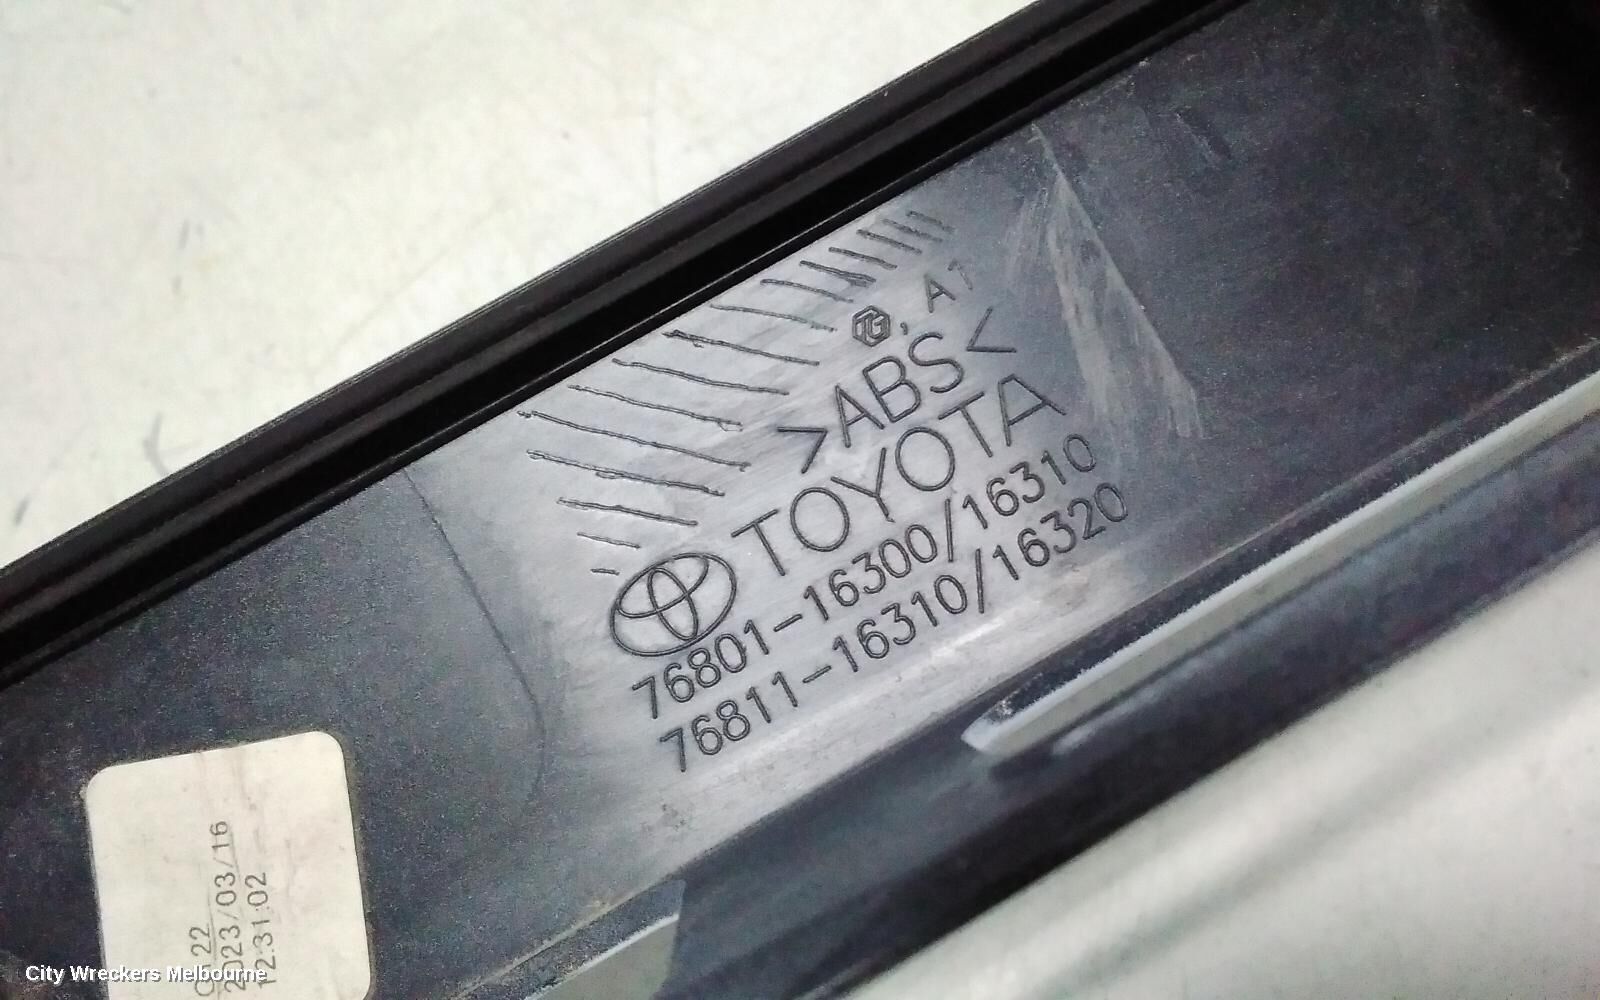 TG, A1
>ABS<
TOYOTA
76801-16300/16310
76811-16310/16320
22
2023/03/16
12:31:02
City Wreckers Melbourne